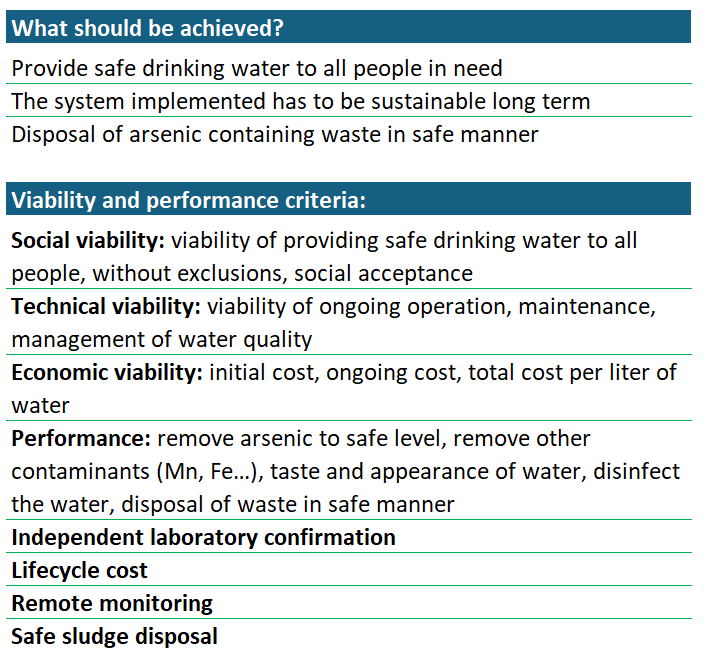 What should be achieved?
Provide safe drinking water to all people in need
The system implemented has to be sustainable long term
Disposal of arsenic containing waste in safe manner
Viability and performance criteria:
Social viability: viability of providing safe drinking water to all
people, without exclusions, social acceptance
Technical viability: viability of ongoing operation, maintenance,
management of water quality
Economic viability: initial cost, ongoing cost, total cost per liter of
water
Performance: remove arsenic to safe level, remove other
contaminants (Mn, Fe…), taste and appearance of water, disinfect
the water, disposal of waste in safe manner
Independent laboratory confirmation
Lifecycle cost
Remote monitoring
Safe sludge disposal